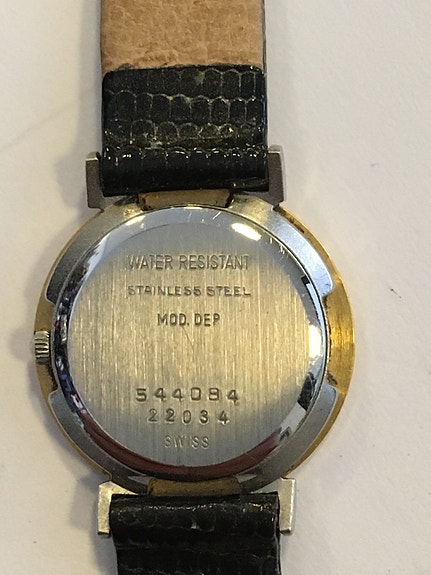 WATER RESISTANT
STAINLESS STEEL
MOD. DEP
544084
22034
SWISS